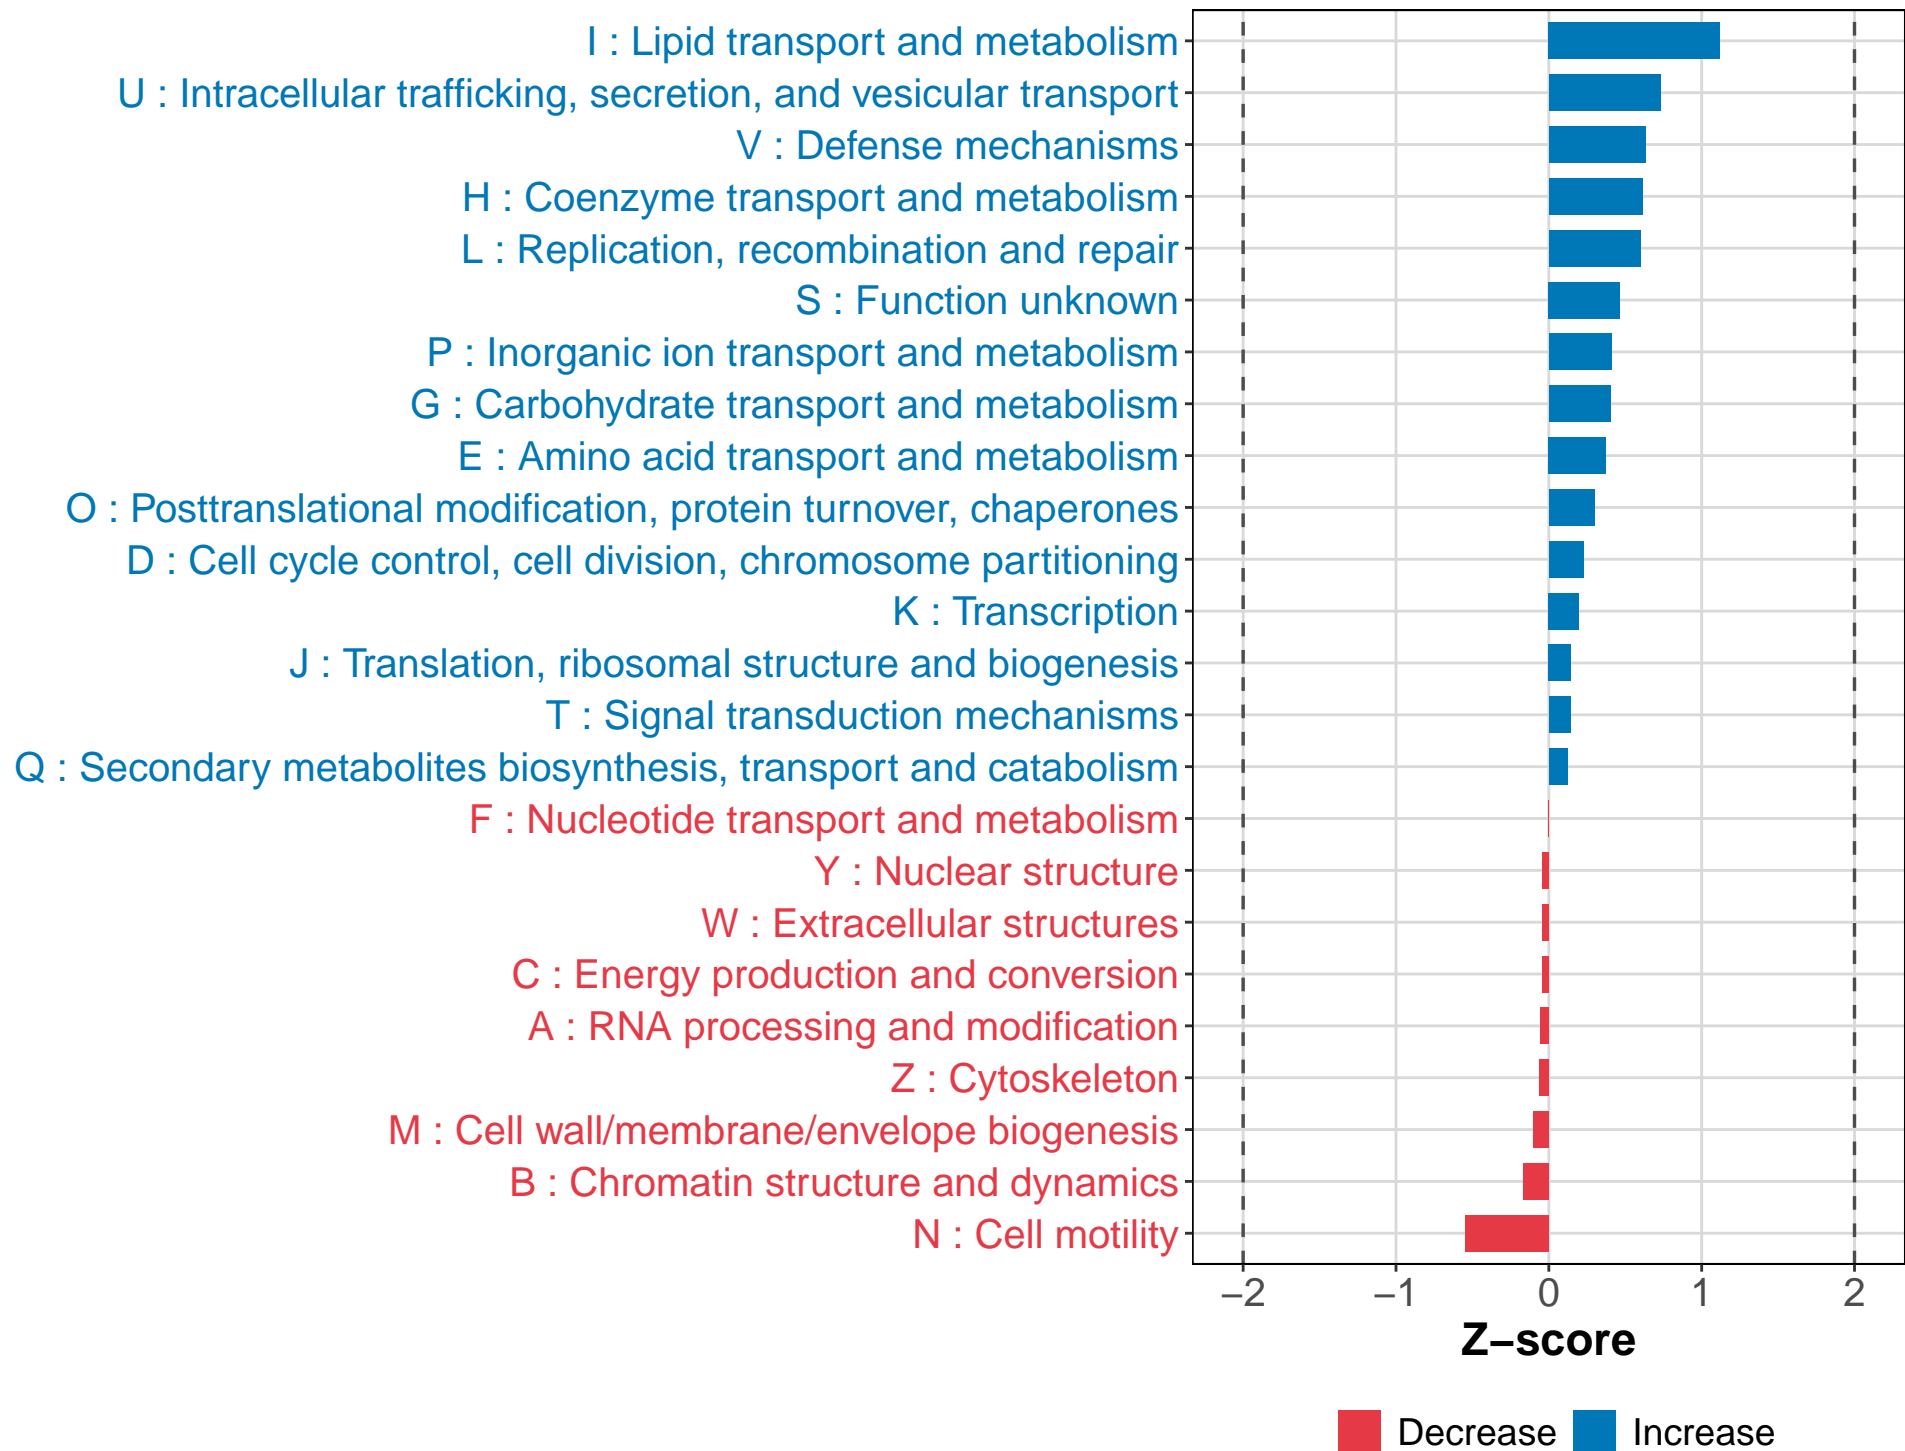 I : Lipid transport and metabolism
U : Intracellular trafficking, secretion, and vesicular transport
V : Defense mechanisms
H : Coenzyme transport and metabolism
L : Replication, recombination and repair
S : Function unknown
P : Inorganic ion transport and metabolism
G : Carbohydrate transport and metabolism
E : Amino acid transport and metabolism
O : Posttranslational modification, protein turnover, chaperones
D : Cell cycle control, cell division, chromosome partitioning
K : Transcription
J : Translation, ribosomal structure and biogenesis
T : Signal transduction mechanisms
Q : Secondary metabolites biosynthesis, transport and catabolism
F : Nucleotide transport and metabolism
Y : Nuclear structure
W : Extracellular structures
C : Energy production and conversion
A : RNA processing and modification
Z : Cytoskeleton
M : Cell wall/membrane/envelope biogenesis
B : Chromatin structure and dynamics
N : Cell motility
−2 −1 0 1 2
Z−score
Decrease Increase